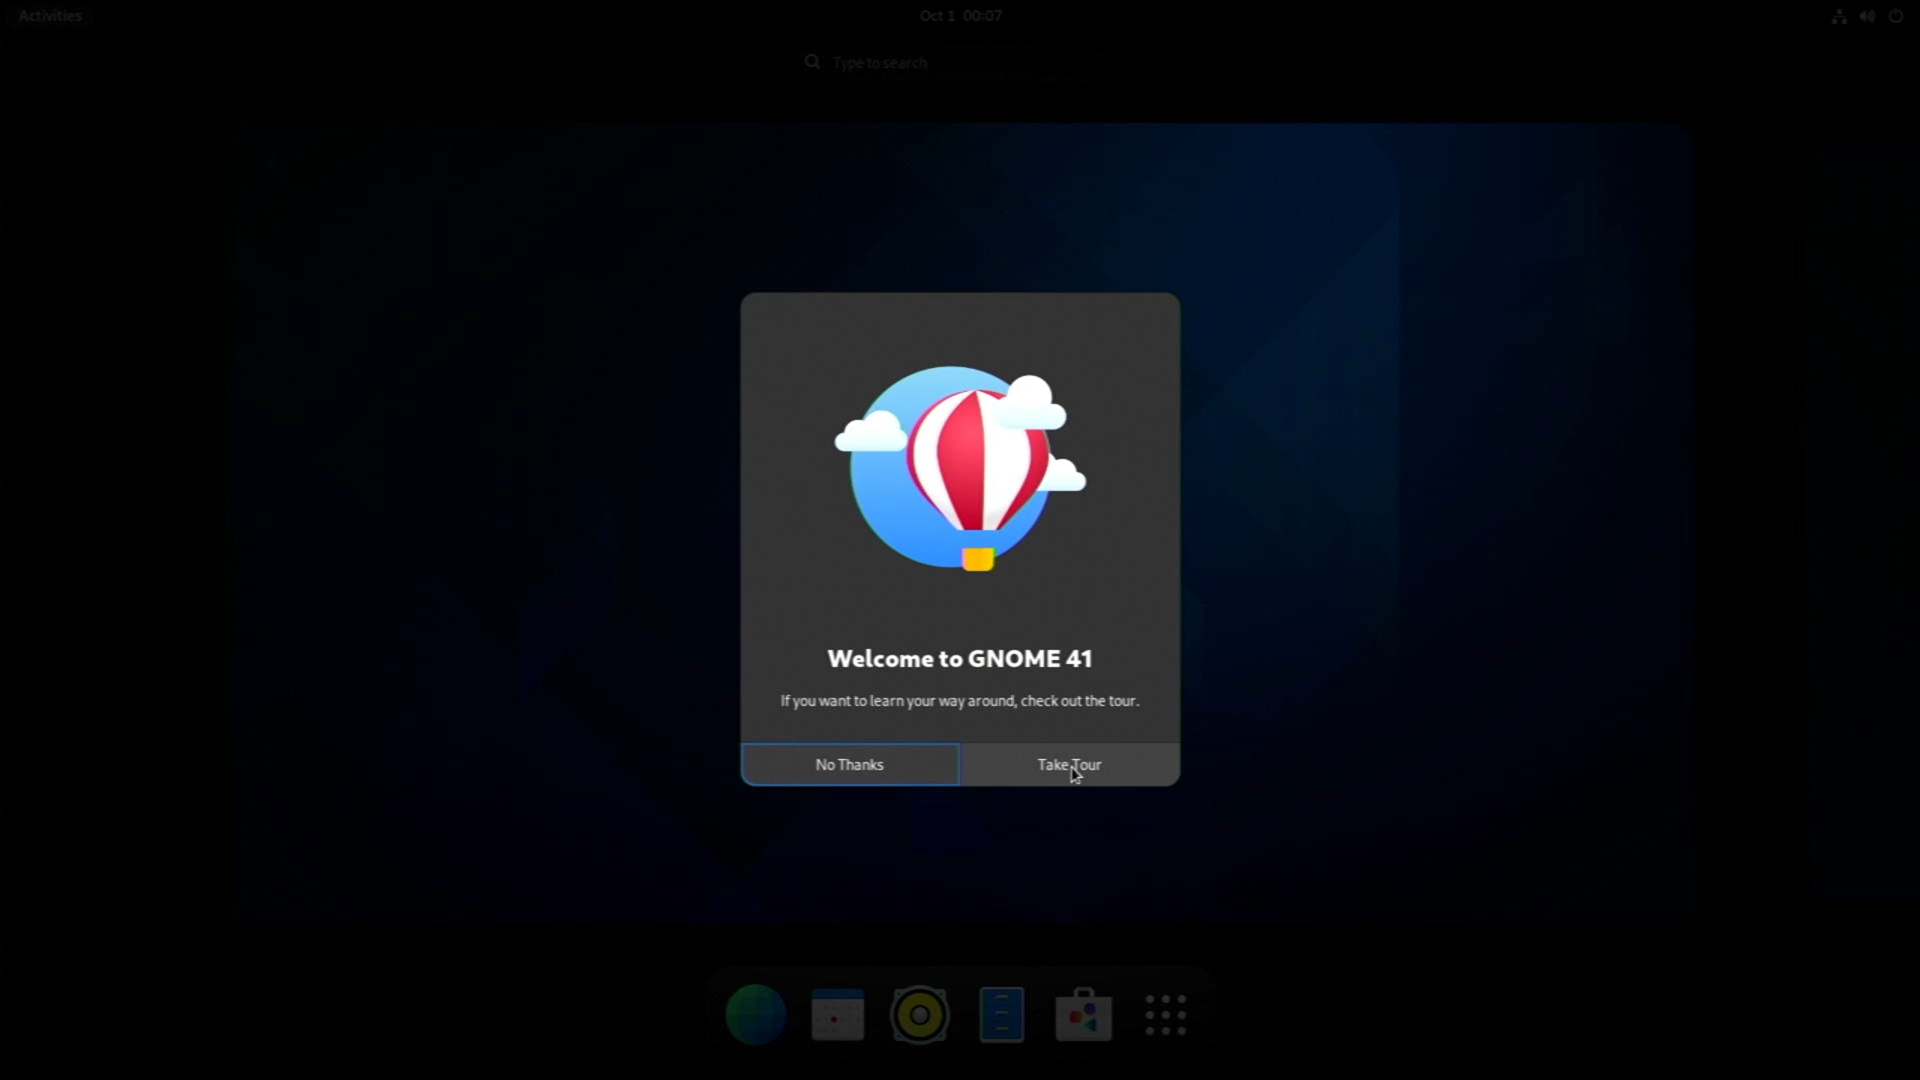 Activities
Oct 1 00:07
Type to search
Welcome to GNOME 41
If you want to learn your way around, check out the tour.
No Thanks
Take Tour